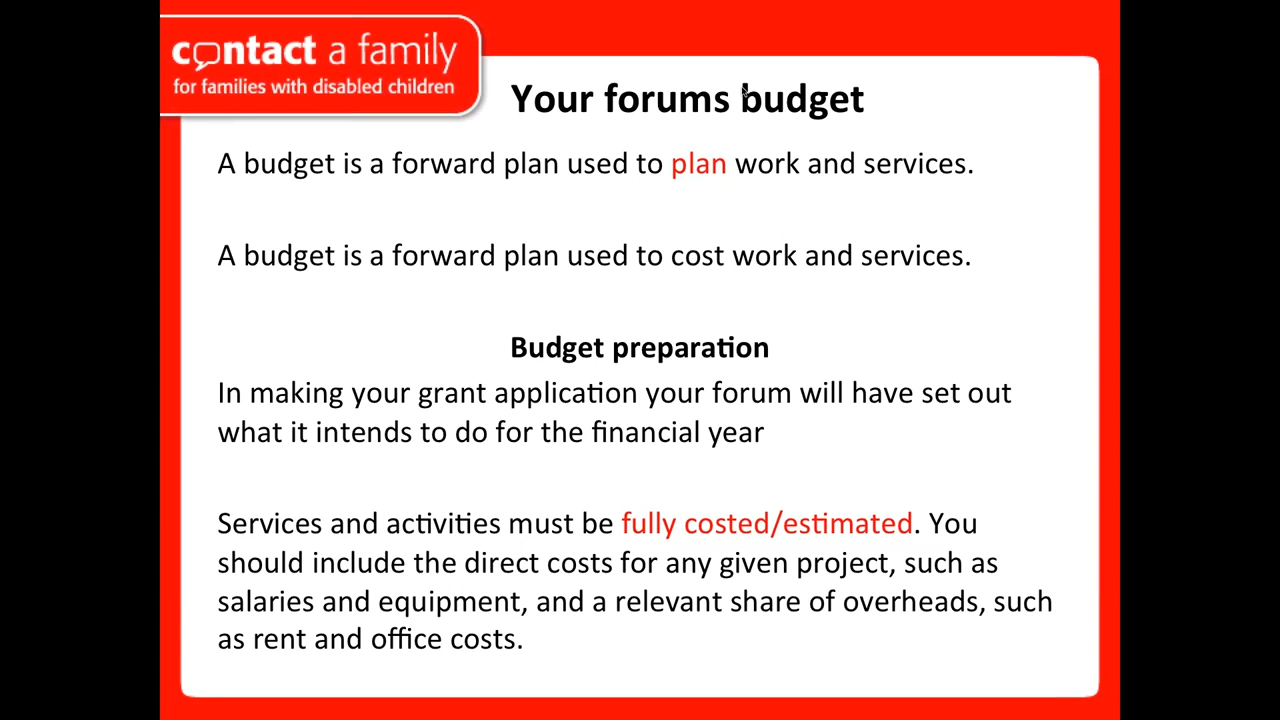 contact a family
for families with disabled children
Your forums budget
A budget is a forward plan used to plan work and services.
A budget is a forward plan used to cost work and services.
Budget preparation
In making your grant application your forum will have set out
what it intends to do for the financial year
Services and activities must be fully costed/estimated. You
should include the direct costs for any given project, such as
salaries and equipment, and a relevant share of overheads, such
as rent and office costs.